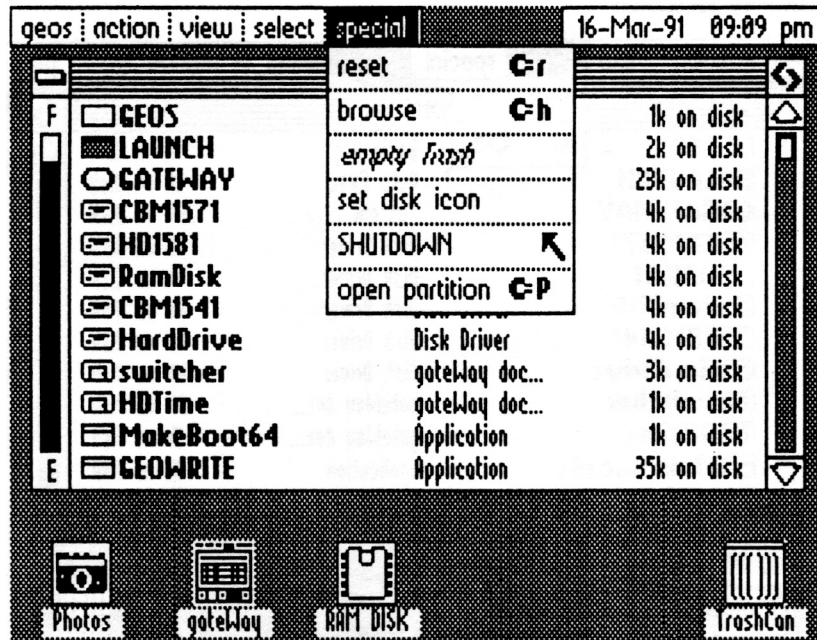 geos action view select special 16-Mar-91 09:09 pm
reset C=r
browse C=h
empty Trash
set disk icon
SHUTDOWN
open partition C=P
F
E
GEOS 1k on disk
LAUNCH 2k on disk
GATEWAY 23k on disk
CBM1571 4k on disk
HD1581 4k on disk
RamDisk 4k on disk
CBM1541 4k on disk
HardDrive Disk Driver 4k on disk
switcher gateWay doc... 3k on disk
HDTime gateWay doc... 1k on disk
MakeBoot64 Application 1k on disk
GEOWRITE Application 35k on disk
Photos gateWay RAM DISK TrashCan